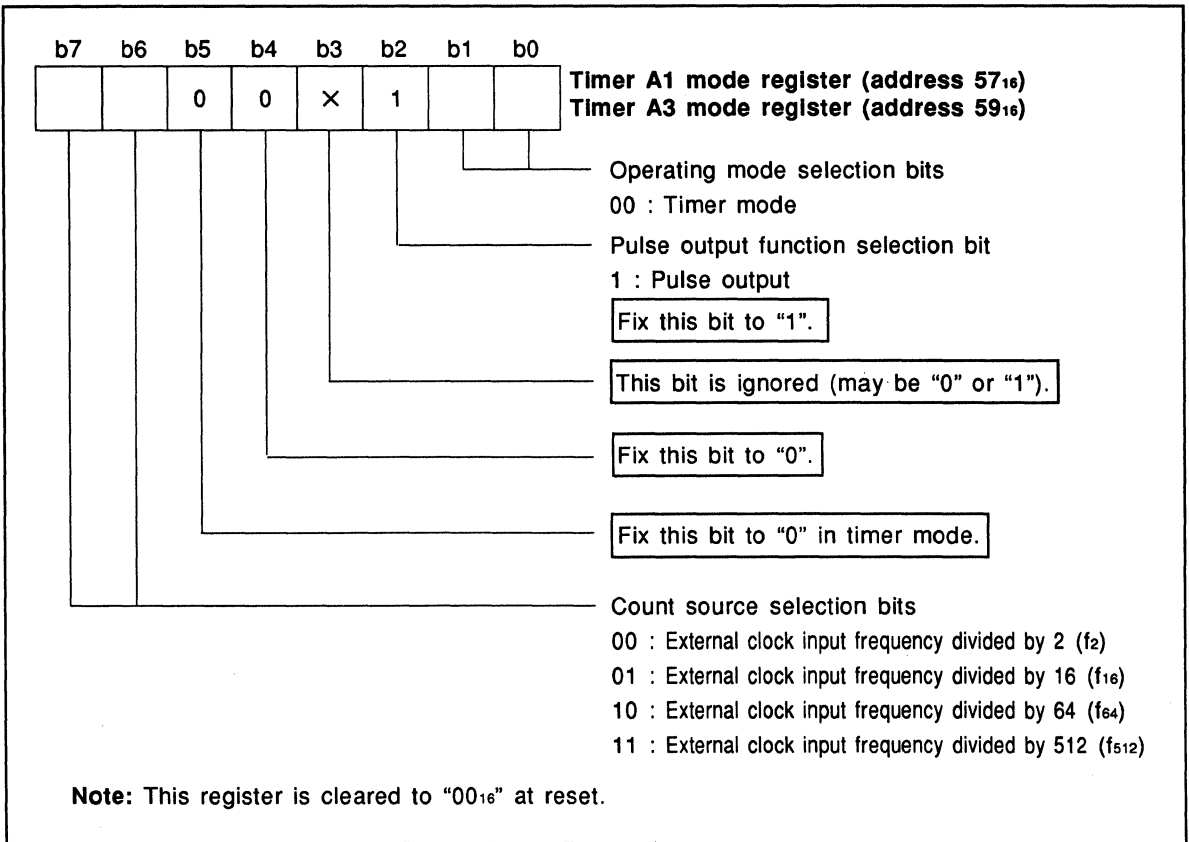 b7 b6 b5 b4 b3 b2 b1 b0
0 0 × 1
Timer A1 mode register (address 57₁₆)
Timer A3 mode register (address 59₁₆)
Operating mode selection bits
00 : Timer mode
Pulse output function selection bit
1 : Pulse output
Fix this bit to “1”.
This bit is ignored (may be “0” or “1”).
Fix this bit to “0”.
Fix this bit to “0” in timer mode.
Count source selection bits
00 : External clock input frequency divided by 2 (f₂)
01 : External clock input frequency divided by 16 (f₁₆)
10 : External clock input frequency divided by 64 (f₆₄)
11 : External clock input frequency divided by 512 (f₅₁₂)
Note: This register is cleared to “00₁₆” at reset.